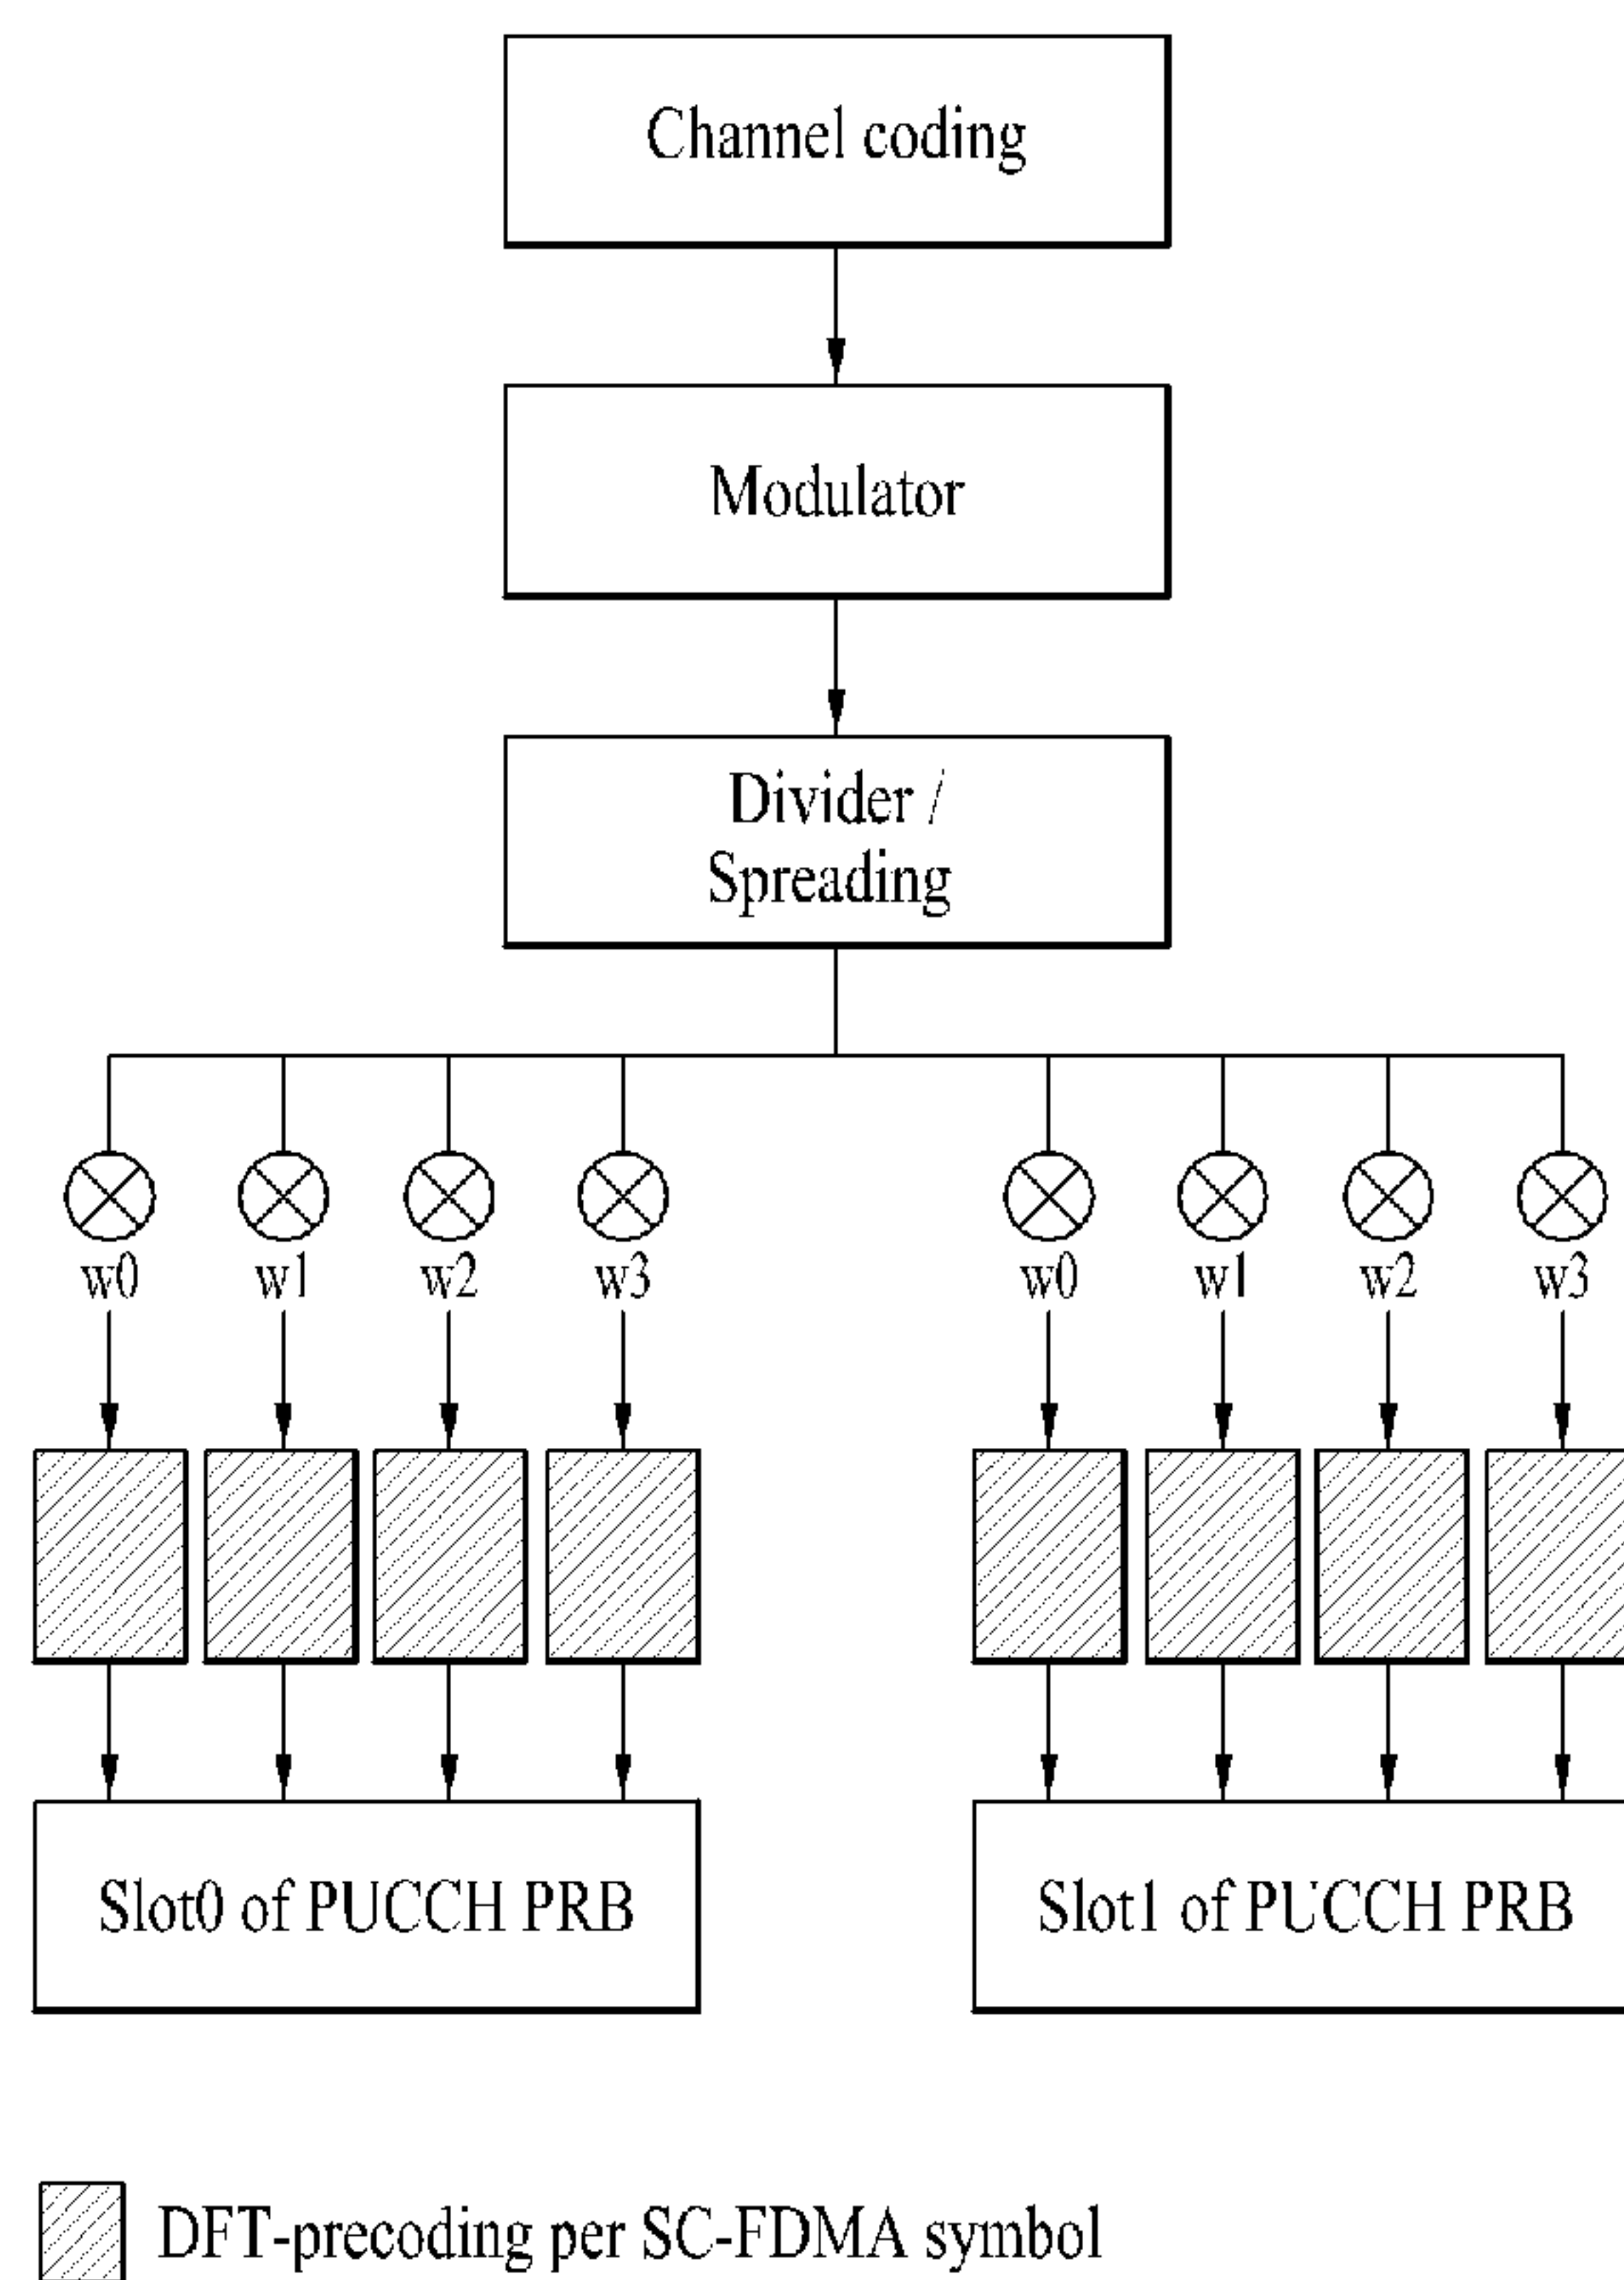 Channel coding
Modulator
Divider /
Spreading
w0 w1 w2 w3 w0 w1 w2 w3
Slot0 of PUCCH PRB Slot1 of PUCCH PRB
DFT-precoding per SC-FDMA symbol